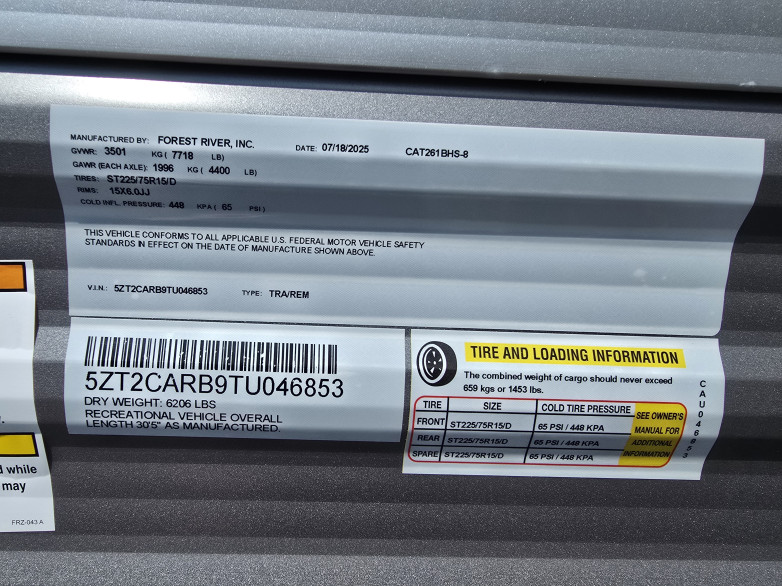 MANUFACTURED BY: FOREST RIVER, INC. DATE: 07/18/2025 CAT261BHS-8
GVWR: 3501 KG ( 7718 LB)
GAWR (EACH AXLE): 1996 KG ( 4400 LB)
TIRES: ST225/75R15/D
RIMS: 15X6.0JJ
COLD INFL. PRESSURE: 448 KPA ( 65 PSI )
THIS VEHICLE CONFORMS TO ALL APPLICABLE U.S. FEDERAL MOTOR VEHICLE SAFETY
STANDARDS IN EFFECT ON THE DATE OF MANUFACTURE SHOWN ABOVE.
V.I.N.: 5ZT2CARB9TU046853 TYPE: TRA/REM
5ZT2CARB9TU046853
DRY WEIGHT: 6206 LBS
RECREATIONAL VEHICLE OVERALL
LENGTH 30'5" AS MANUFACTURED.
TIRE AND LOADING INFORMATION
The combined weight of cargo should never exceed
659 kgs or 1453 lbs.
TIRE SIZE COLD TIRE PRESSURE
FRONT ST225/75R15/D 65 PSI / 448 KPA
REAR ST225/75R15/D 65 PSI / 448 KPA
SPARE ST225/75R15/D 65 PSI / 448 KPA
SEE OWNER'S
MANUAL FOR
ADDITIONAL
INFORMATION
CAU046853
d while
may
FRZ-043 A